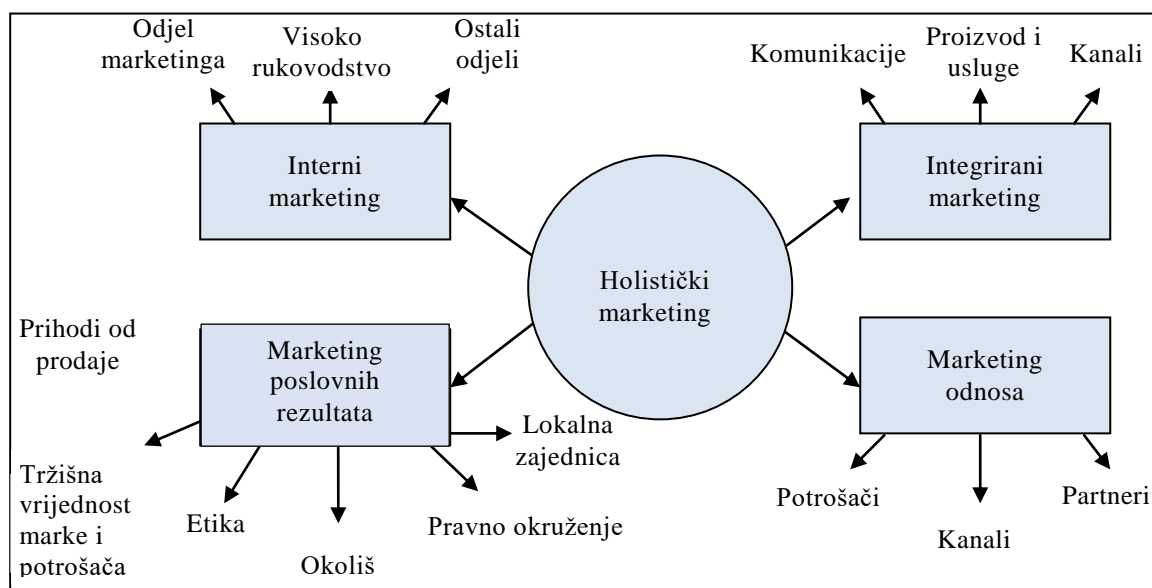 Odjel
marketinga
Visoko
rukovodstvo
Ostali
odjeli
Komunikacije
Proizvod i
usluge
Kanali
Interni
marketing
Integrirani
marketing
Holistički
marketing
Prihodi od
prodaje
Marketing
poslovnih
rezultata
Marketing
odnosa
Lokalna
zajednica
Tržišna
vrijednost
marke i
potrošača
Etika
Okoliš
Pravno okruženje
Potrošači
Kanali
Partneri